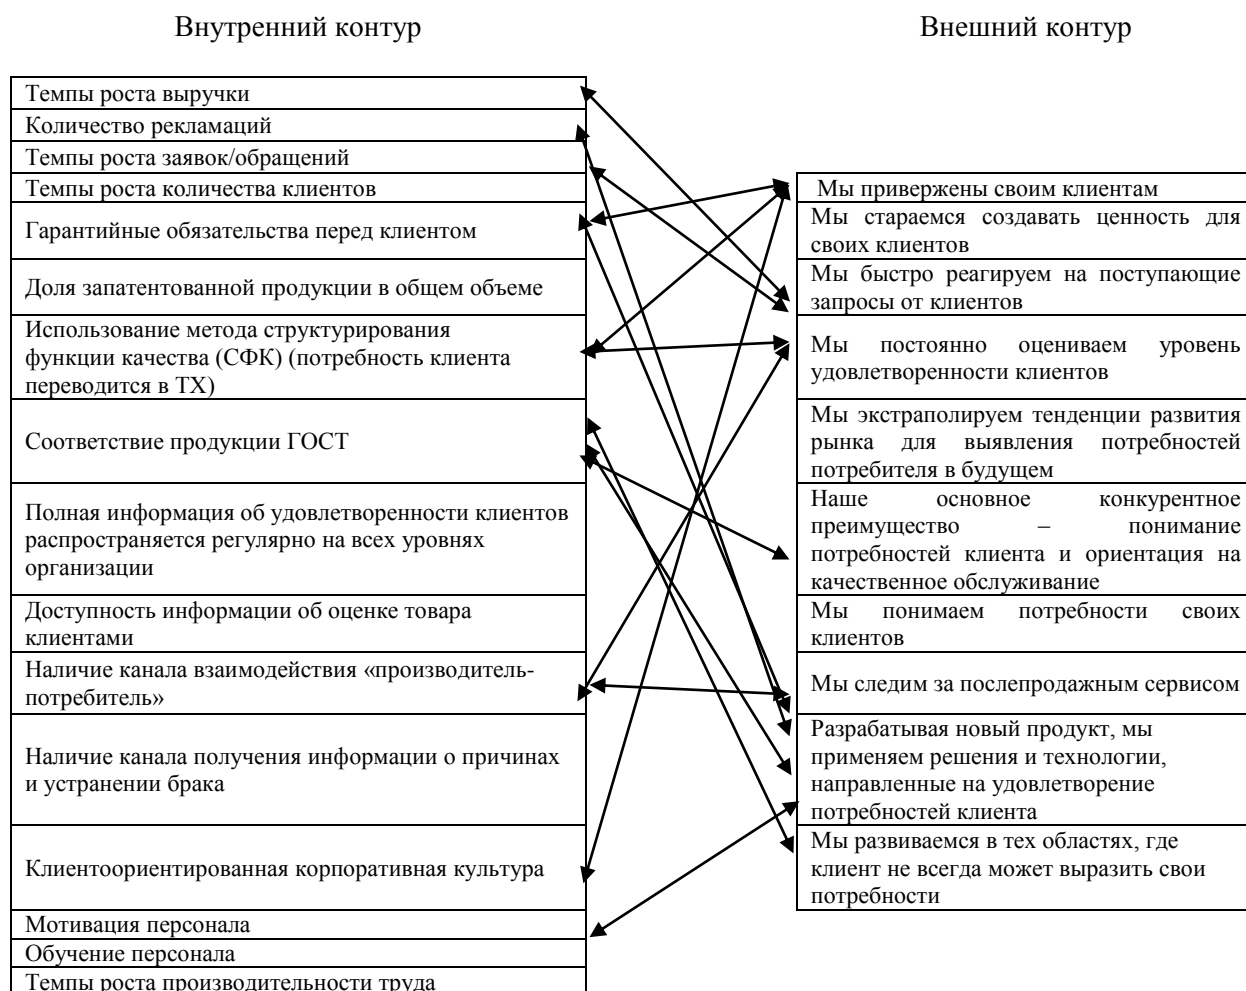 Внутренний контур
Внешний контур
Темпы роста выручки
Количество рекламаций
Темпы роста заявок/обращений
Темпы роста количества клиентов
Гарантийные обязательства перед клиентом
Доля запатентованной продукции в общем объеме
Использование метода структурирования
функции качества (СФК) (потребность клиента
переводится в ТХ)
Соответствие продукции ГОСТ
Полная информация об удовлетворенности клиентов
распространяется регулярно на всех уровнях
организации
Доступность информации об оценке товара
клиентами
Наличие канала взаимодействия «производитель-
потребитель»
Наличие канала получения информации о причинах
и устранении брака
Клиентоориентированная корпоративная культура
Мотивация персонала
Обучение персонала
Темпы роста производительности труда
Мы привержены своим клиентам
Мы стараемся создавать ценность для
своих клиентов
Мы быстро реагируем на поступающие
запросы от клиентов
Мы постоянно оцениваем уровень
удовлетворенности клиентов
Мы экстраполируем тенденции развития
рынка для выявления потребностей
потребителя в будущем
Наше основное конкурентное
преимущество – понимание
потребностей клиента и ориентация на
качественное обслуживание
Мы понимаем потребности своих
клиентов
Мы следим за послепродажным сервисом
Разрабатывая новый продукт, мы
применяем решения и технологии,
направленные на удовлетворение
потребностей клиента
Мы развиваемся в тех областях, где
клиент не всегда может выразить свои
потребности